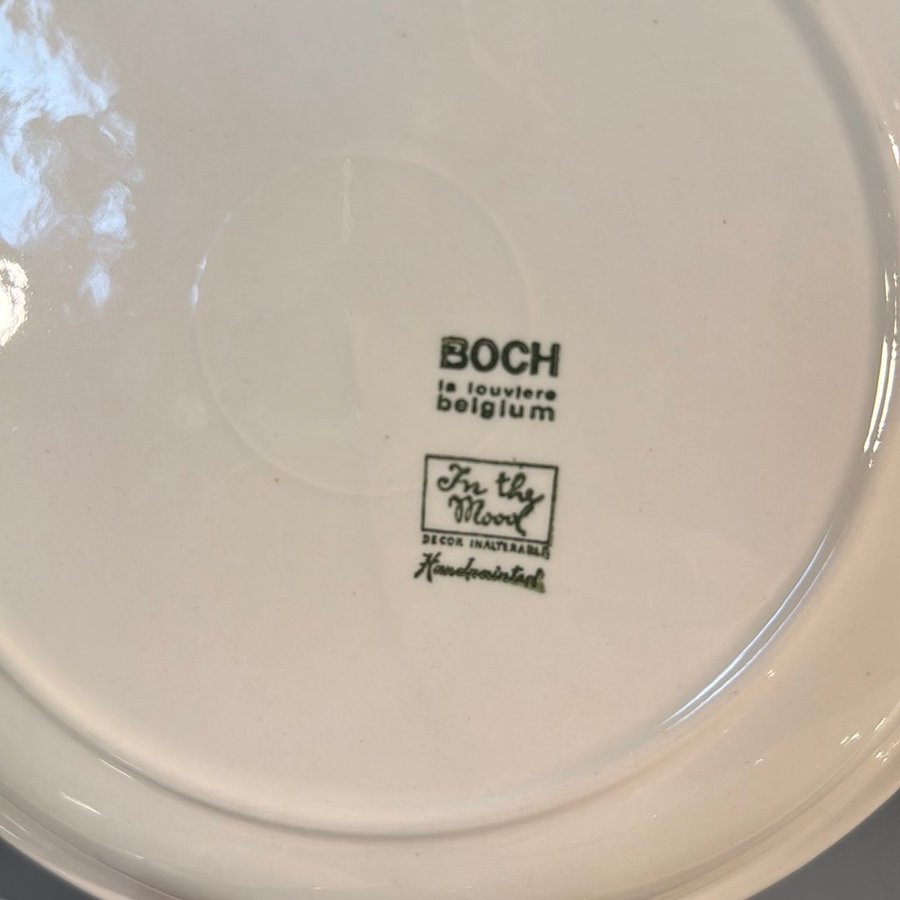 BOCH
la louviere
belgium
In the
Mood
DECOR INALTERABLE
Handpainted